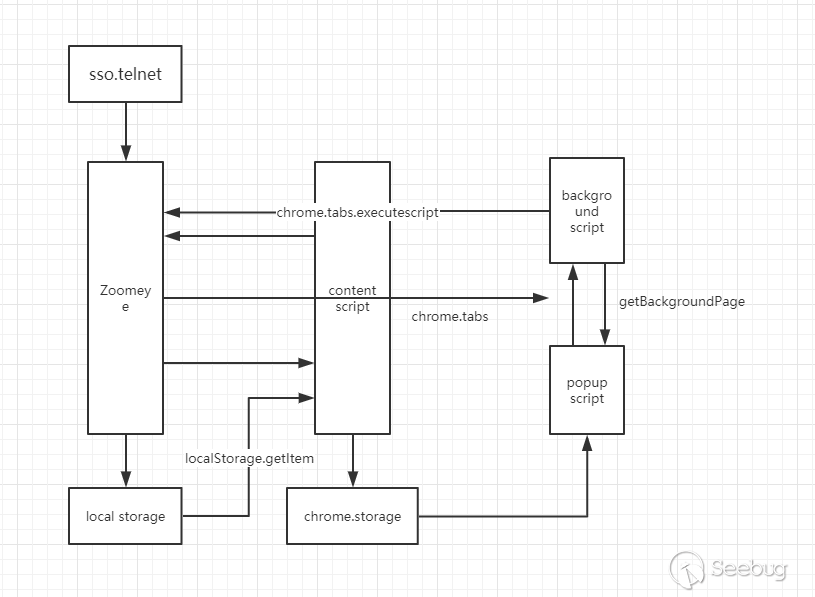 sso.telnet
backgro
und
script
chrome.tabs.executescript
Zoomey
e
content
script
getBackgroundPage
chrome.tabs
popup
script
localStorage.getItem
local storage
chrome.storage
Seebug